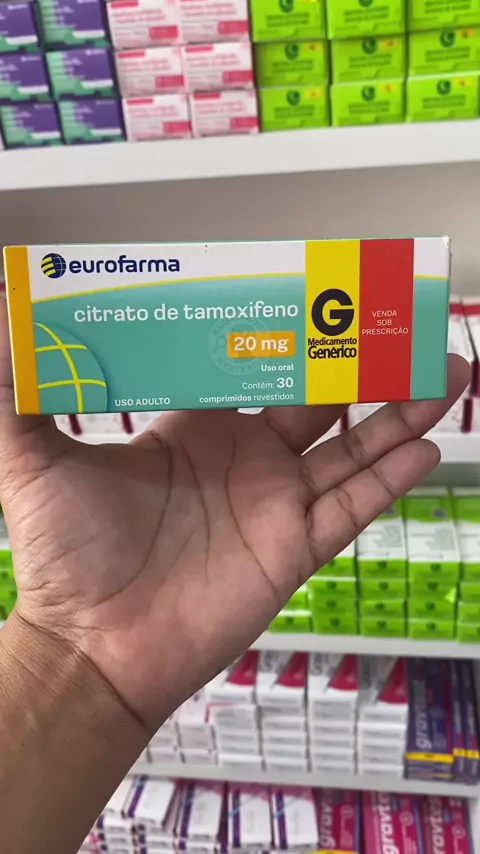 eurofarma
citrato de tamoxifeno
20 mg
Uso oral
Contém: 30
comprimidos revestidos
USO ADULTO
G
Medicamento
Genérico
VENDA
SOB
PRESCRIÇÃO